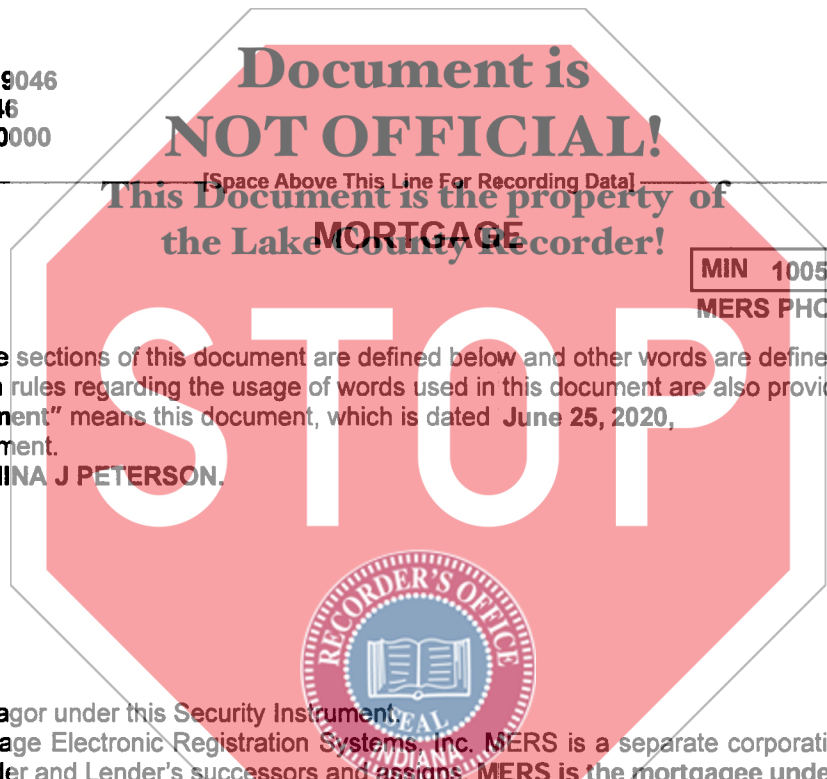 9046
Document is
46
0000
NOT OFFICIAL!
[Space Above This Line For Recording Data]
This Document is the property of
MORTGAGE
the Lake County Recorder!
MIN 1005
MERS PHO
e sections of this document are defined below and other words are define
rules regarding the usage of words used in this document are also provid
ment" means this document, which is dated June 25, 2020,
ment.
INA J PETERSON.
STOP
RECORDER'S OFFICE
agor under this Security Instrument.
SEAL
age Electronic Registration Systems, Inc. MERS is a separate corporati
INDIANA
er and Lender's successors and assigns. MERS is the mortgagee unde